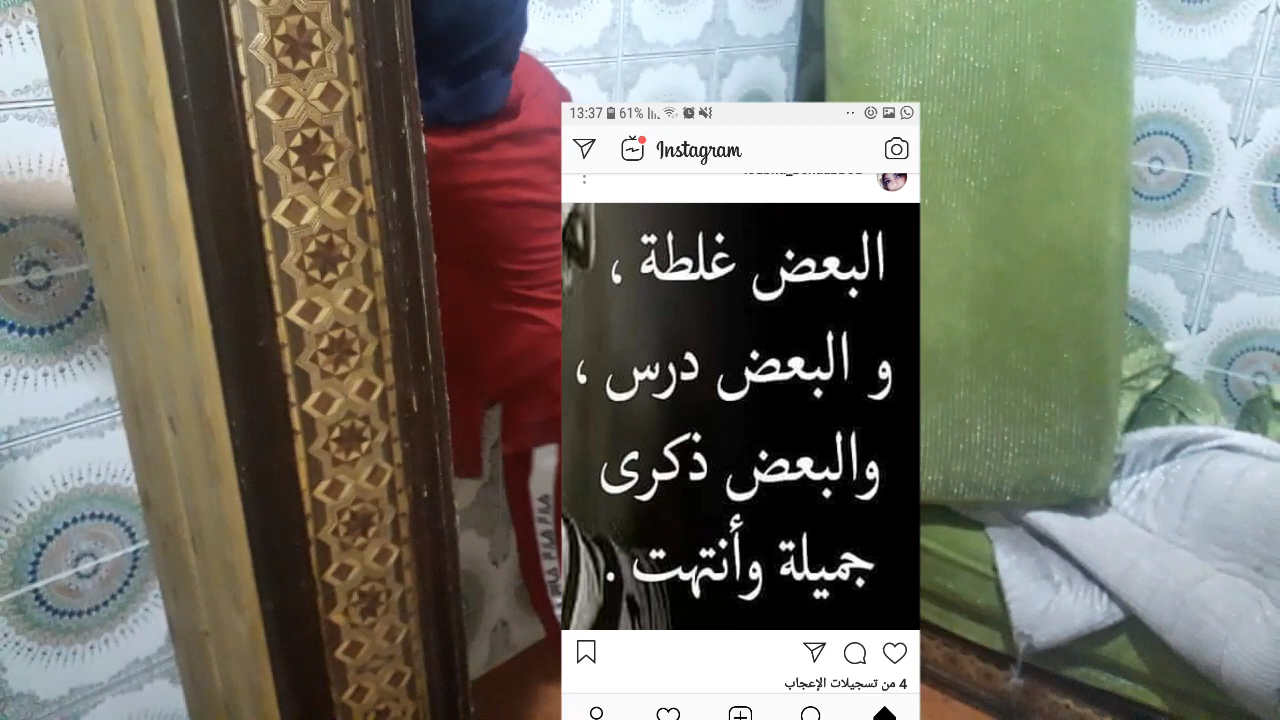 13:37 61%
Instagram
البعض غلطة ،
و البعض درس ،
والبعض ذكرى
جميلة وأنتهت .
4 من تسجيلات الإعجاب